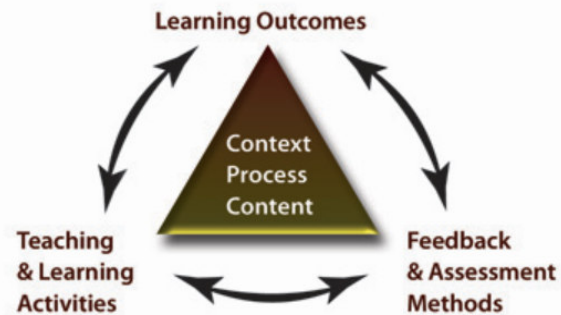 Learning Outcomes
Context
Process
Content
Teaching
& Learning
Activities
Feedback
& Assessment
Methods